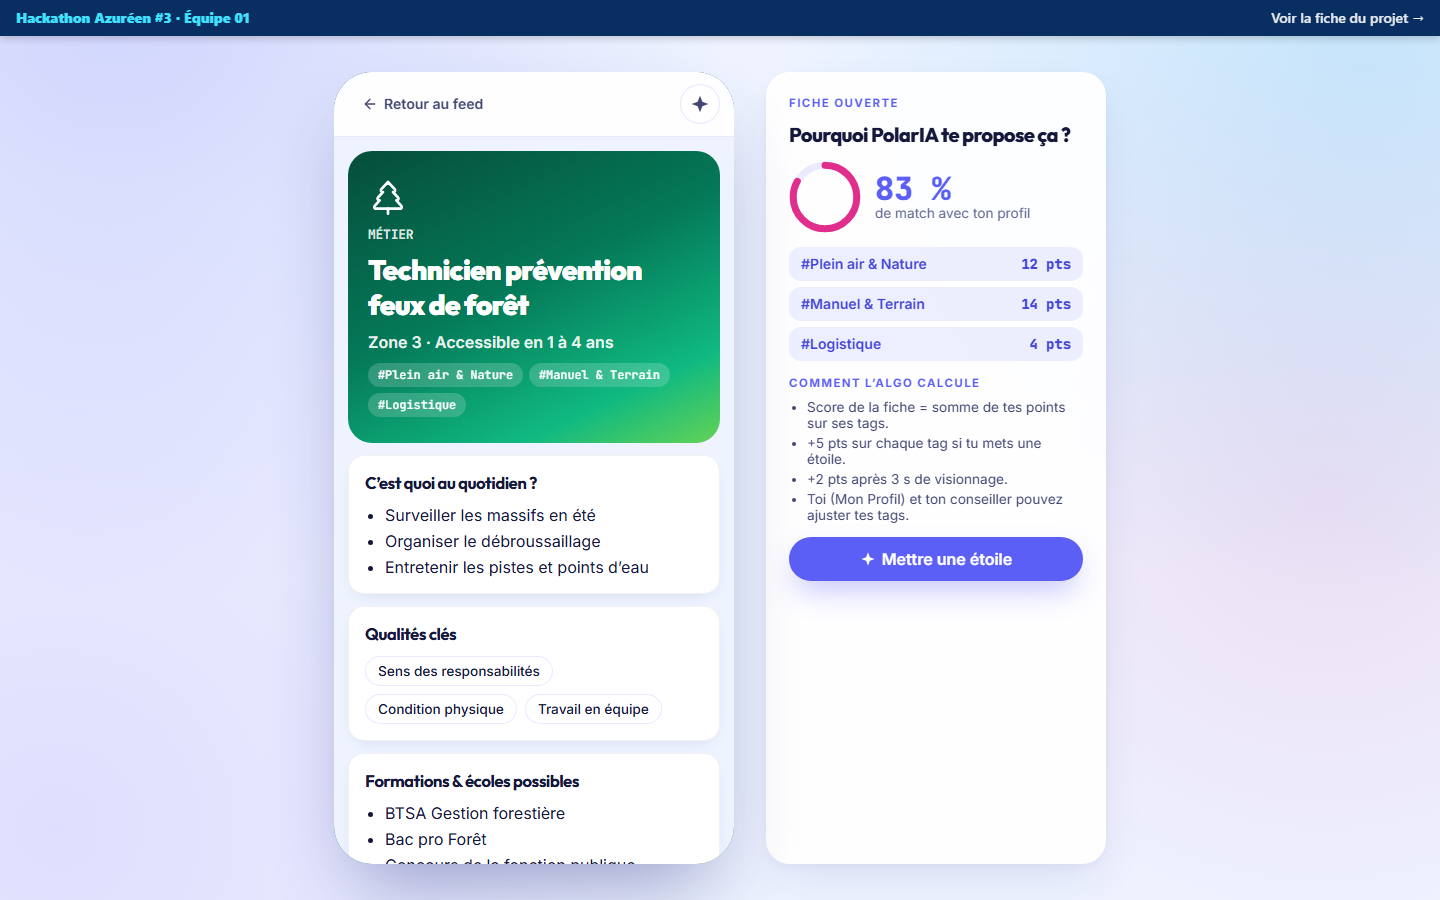 Hackathon Azuréen #3 · Équipe 01
Voir la fiche du projet →
← Retour au feed
MÉTIER
Technicien prévention
feux de forêt
Zone 3 · Accessible en 1 à 4 ans
#Plein air & Nature
#Manuel & Terrain
#Logistique
C’est quoi au quotidien ?
• Surveiller les massifs en été
• Organiser le débroussaillage
• Entretenir les pistes et points d’eau
Qualités clés
Sens des responsabilités
Condition physique
Travail en équipe
Formations & écoles possibles
• BTSA Gestion forestière
• Bac pro Forêt
FICHE OUVERTE
Pourquoi PolarIA te propose ça ?
83 %
de match avec ton profil
#Plein air & Nature 12 pts
#Manuel & Terrain 14 pts
#Logistique 4 pts
COMMENT L’ALGO CALCULE
• Score de la fiche = somme de tes points
sur ses tags.
• +5 pts sur chaque tag si tu mets une
étoile.
• +2 pts après 3 s de visionnage.
• Toi (Mon Profil) et ton conseiller pouvez
ajuster tes tags.
Mettre une étoile